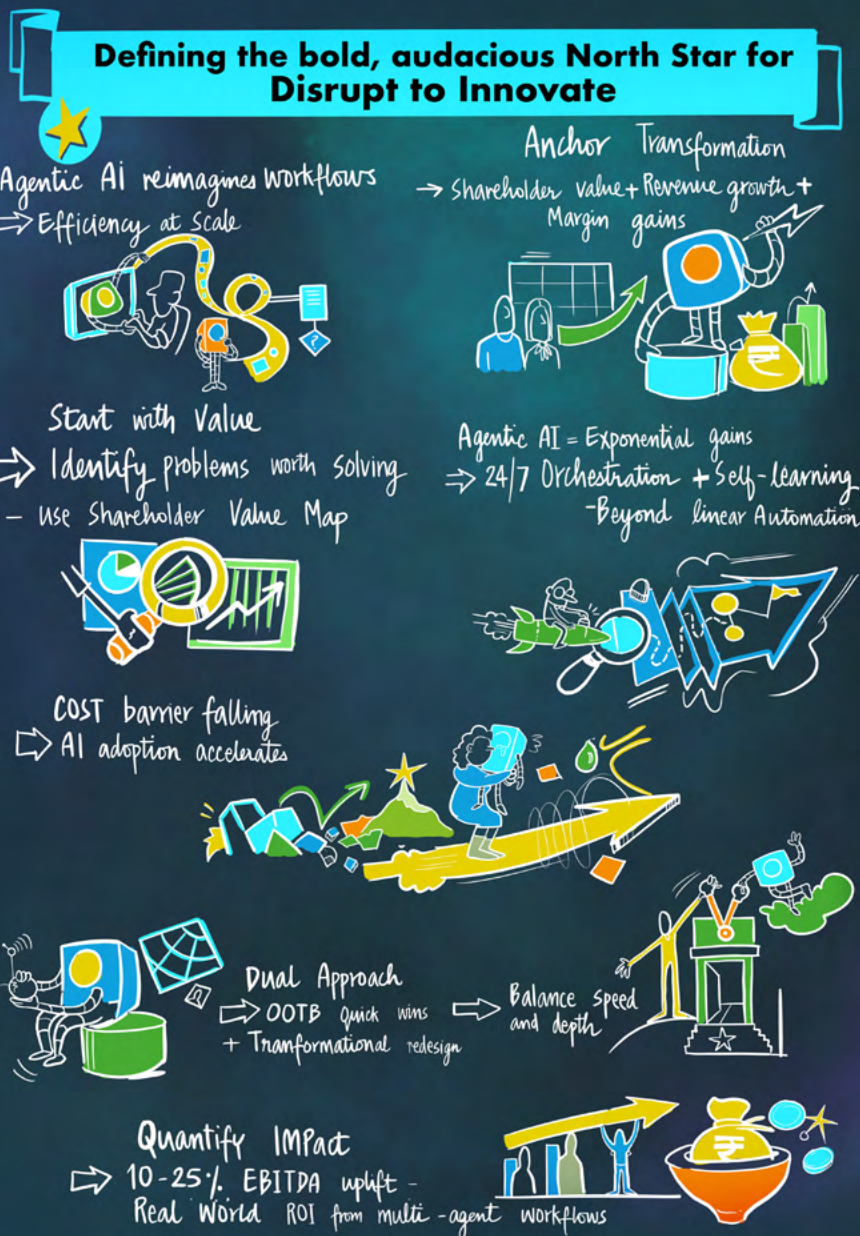 Defining the bold, audacious North Star for
Disrupt to Innovate
Agentic AI reimagines workflows
⇒ Efficiency at scale
?
Anchor Transformation
→ Shareholder value + Revenue growth +
Margin gains
₹
Start with Value
⇒ Identify problems worth solving
- use Shareholder Value Map
Agentic AI = Exponential gains
⇒ 24/7 Orchestration + Self-learning
- Beyond linear Automation
COST barrier falling
⇒ AI adoption accelerates
Dual Approach
⇒ OOTB Quick wins
+ Tranformational redesign
⇒ Balance speed
and depth
Quantify IMPact
⇒ 10-25% EBITDA uplift -
Real World ROI from multi-agent workflows
₹